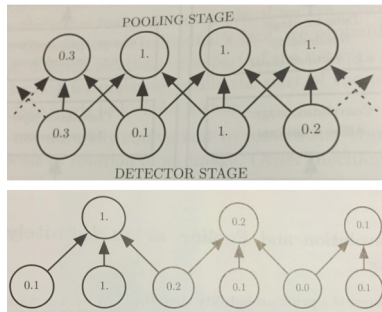 POOLING STAGE
0.3 1. 1. 1.
0.3 0.1 1. 0.2
DETECTOR STAGE
1. 0.2 0.1
0.1 1. 0.2 0.1 0.0 0.1